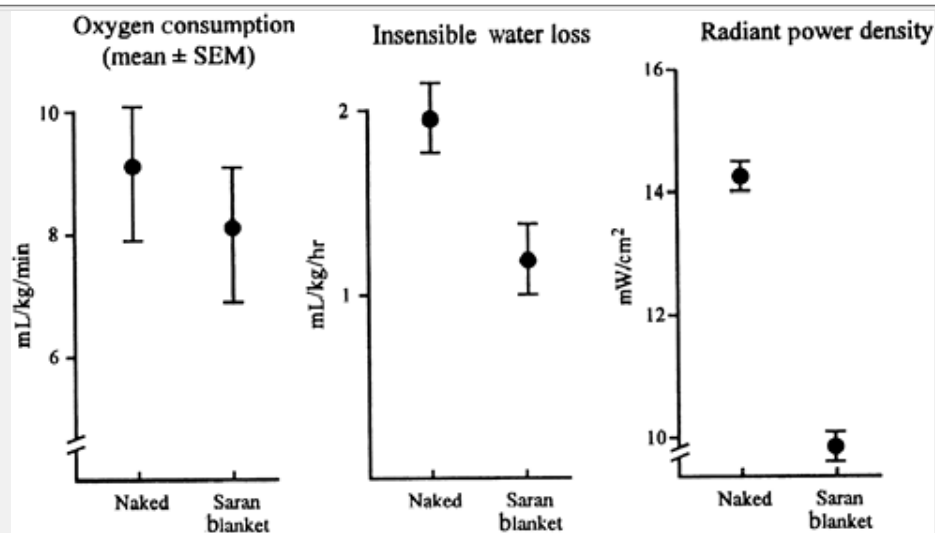 Oxygen consumption
(mean ± SEM)
10
8
6
mL/kg/min
Naked
Saran
blanket
Insensible water loss
2
1
mL/kg/hr
Naked
Saran
blanket
Radiant power density
16
14
12
10
mW/cm²
Naked
Saran
blanket